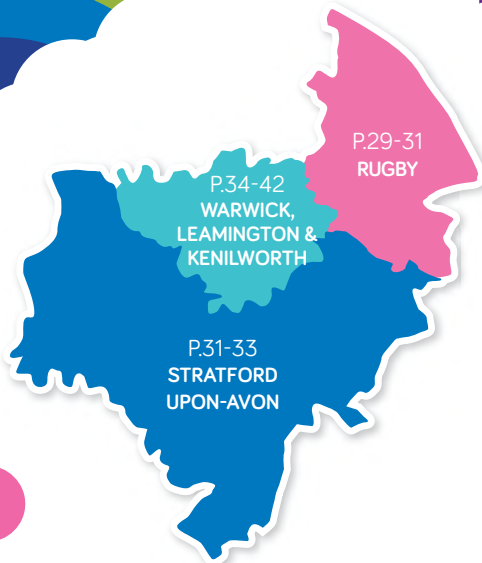 P.29-31
RUGBY
P.34-42
WARWICK,
LEAMINGTON &
KENILWORTH
P.31-33
STRATFORD
UPON-AVON